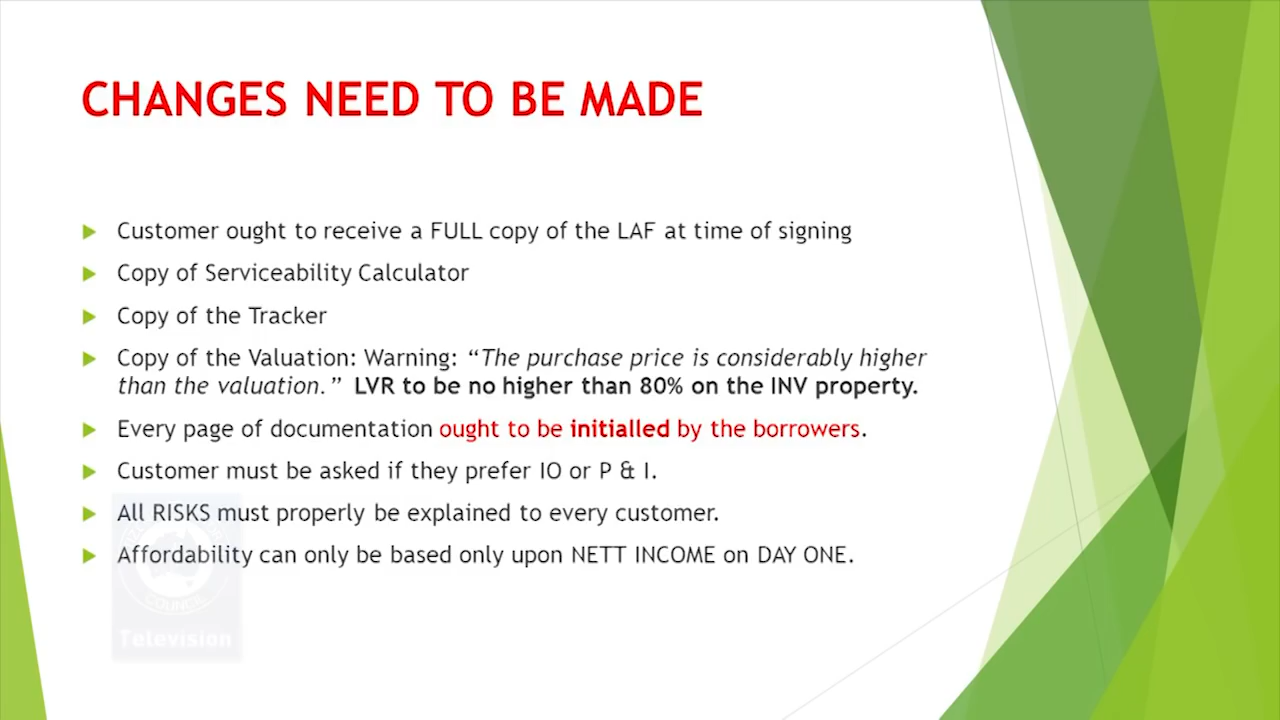 CHANGES NEED TO BE MADE
Customer ought to receive a FULL copy of the LAF at time of signing
Copy of Serviceability Calculator
Copy of the Tracker
Copy of the Valuation: Warning: “The purchase price is considerably higher
than the valuation.” LVR to be no higher than 80% on the INV property.
Every page of documentation ought to be initialled by the borrowers.
Customer must be asked if they prefer IO or P & I.
All RISKS must properly be explained to every customer.
Affordability can only be based only upon NETT INCOME on DAY ONE.
COUNCIL
Television